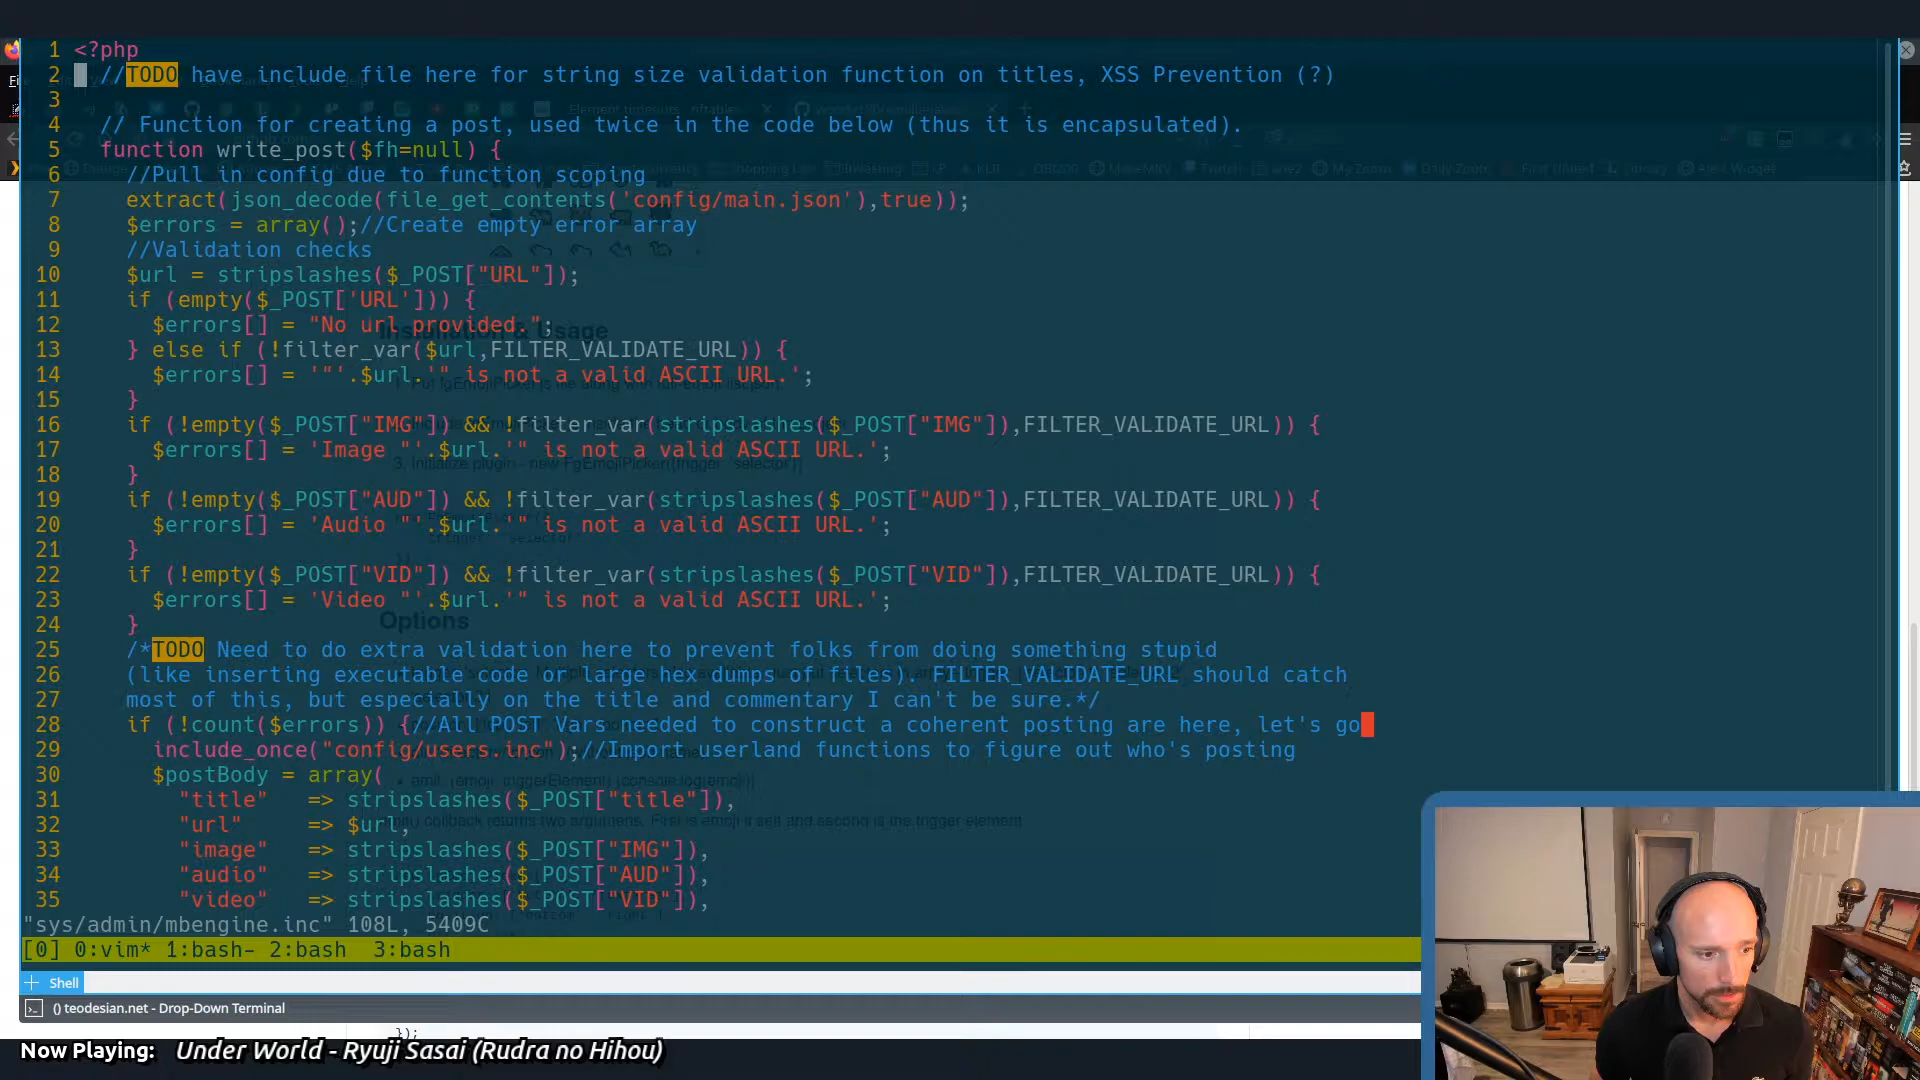 1 <?php
2 //TODO have include file here for string size validation function on titles, XSS Prevention (?)
3
4 // Function for creating a post, used twice in the code below (thus it is encapsulated).
5 function write_post($fh=null) {
6 //Pull in config due to function scoping
7 extract(json_decode(file_get_contents('config/main.json'),true));
8 $errors = array();//Create empty error array
9 //Validation checks
10 $url = stripslashes($_POST["URL"]);
11 if (empty($_POST['URL'])) {
12 $errors[] = "No url provided.";
13 } else if (!filter_var($url,FILTER_VALIDATE_URL)) {
14 $errors[] = '"'.$url.'" is not a valid ASCII URL.';
15 }
16 if (!empty($_POST["IMG"]) && !filter_var(stripslashes($_POST["IMG"]),FILTER_VALIDATE_URL)) {
17 $errors[] = 'Image "'.$url.'" is not a valid ASCII URL.';
18 }
19 if (!empty($_POST["AUD"]) && !filter_var(stripslashes($_POST["AUD"]),FILTER_VALIDATE_URL)) {
20 $errors[] = 'Audio "'.$url.'" is not a valid ASCII URL.';
21 }
22 if (!empty($_POST["VID"]) && !filter_var(stripslashes($_POST["VID"]),FILTER_VALIDATE_URL)) {
23 $errors[] = 'Video "'.$url.'" is not a valid ASCII URL.';
24 }
25 /*TODO Need to do extra validation here to prevent folks from doing something stupid
26 (like inserting executable code or large hex dumps of files). FILTER_VALIDATE_URL should catch
27 most of this, but especially on the title and commentary I can't be sure.*/
28 if (!count($errors)) {//All POST Vars needed to construct a coherent posting are here, let's go
29 include_once("config/users.inc");//Import userland functions to figure out who's posting
30 $postBody = array(
31 "title" => stripslashes($_POST["title"]),
32 "url" => $url,
33 "image" => stripslashes($_POST["IMG"]),
34 "audio" => stripslashes($_POST["AUD"]),
35 "video" => stripslashes($_POST["VID"]),
"sys/admin/mbengine.inc" 108L, 5409C
[0] 0:vim* 1:bash- 2:bash 3:bash
Shell
() teodesian.net - Drop-Down Terminal
});
Now Playing: Under World - Ryuji Sasai (Rudra no Hihou)
Installation & Usage
Options